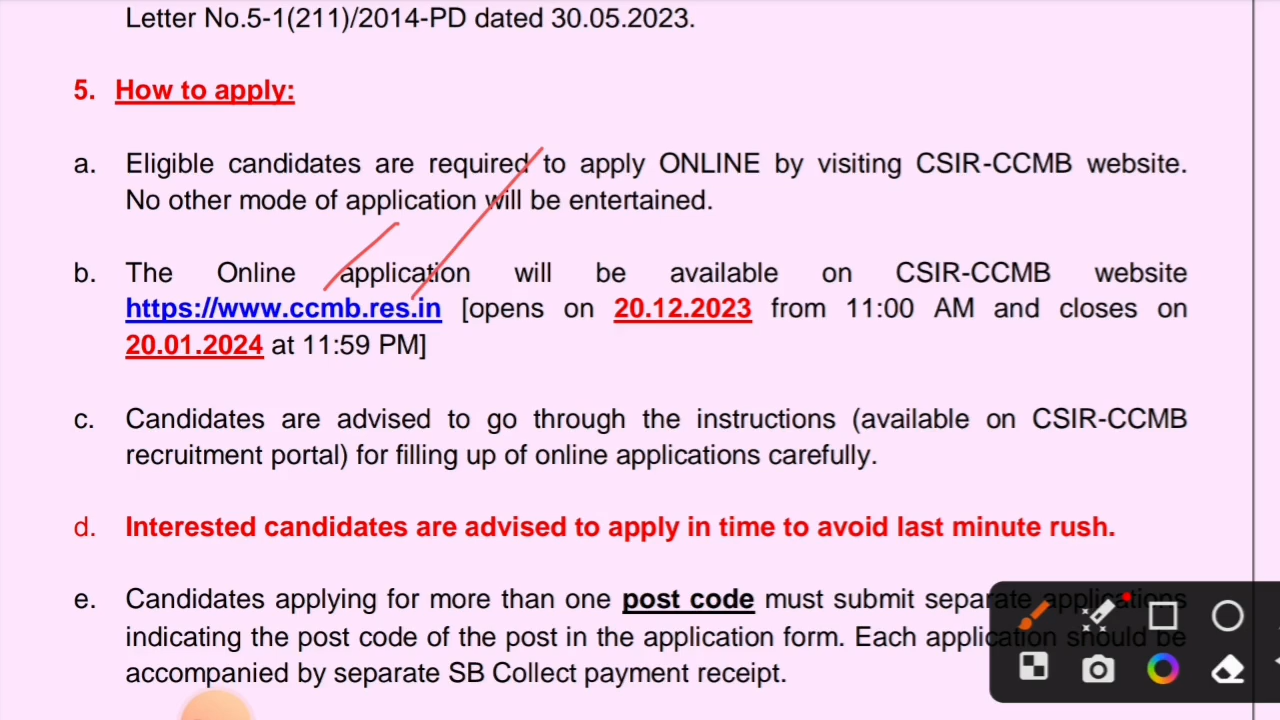 Letter No.5-1(211)/2014-PD dated 30.05.2023.
5. How to apply:
a. Eligible candidates are required to apply ONLINE by visiting CSIR-CCMB website.
No other mode of application will be entertained.
b. The Online application will be available on CSIR-CCMB website
https://www.ccmb.res.in [opens on 20.12.2023 from 11:00 AM and closes on
20.01.2024 at 11:59 PM]
c. Candidates are advised to go through the instructions (available on CSIR-CCMB
recruitment portal) for filling up of online applications carefully.
d. Interested candidates are advised to apply in time to avoid last minute rush.
e. Candidates applying for more than one post code must submit separate applications
indicating the post code of the post in the application form. Each application should be
accompanied by separate SB Collect payment receipt.